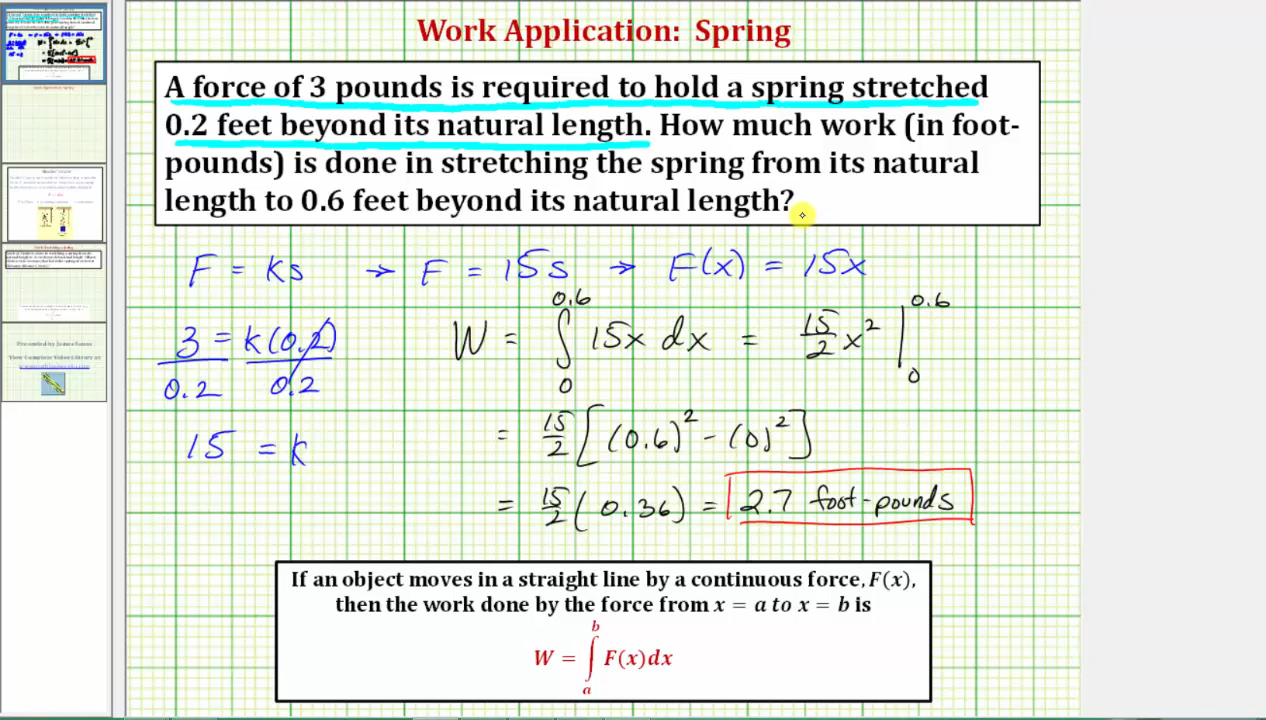 Work Application: Spring
A force of 3 pounds is required to hold a spring stretched
0.2 feet beyond its natural length. How much work (in foot-
pounds) is done in stretching the spring from its natural
length to 0.6 feet beyond its natural length?
F = ks → F = 15s → F(x) = 15x
3 = k(0.2)
0.2 0.2
15 = k
W = ∫₀^0.6 15x dx = 15/2 x² |₀^0.6
= 15/2 [(0.6)² - (0)²]
= 15/2 (0.36) = 2.7 foot-pounds
If an object moves in a straight line by a continuous force, F(x),
then the work done by the force from x = a to x = b is
W = ∫ₐᵇ F(x)dx